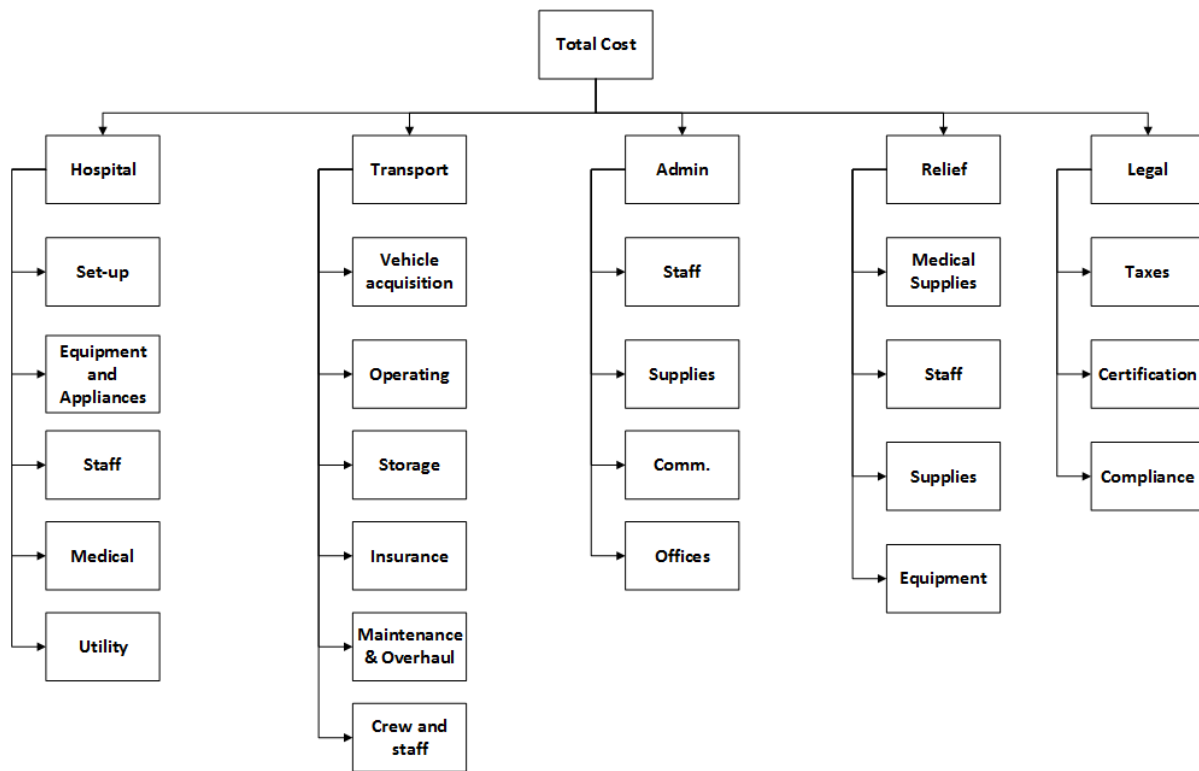 Total Cost
Hospital
Transport
Admin
Relief
Legal
Set-up
Vehicle
acquisition
Staff
Medical
Supplies
Taxes
Equipment
and
Appliances
Operating
Supplies
Staff
Certification
Staff
Storage
Comm.
Supplies
Compliance
Medical
Insurance
Offices
Equipment
Utility
Maintenance
& Overhaul
Crew and
staff